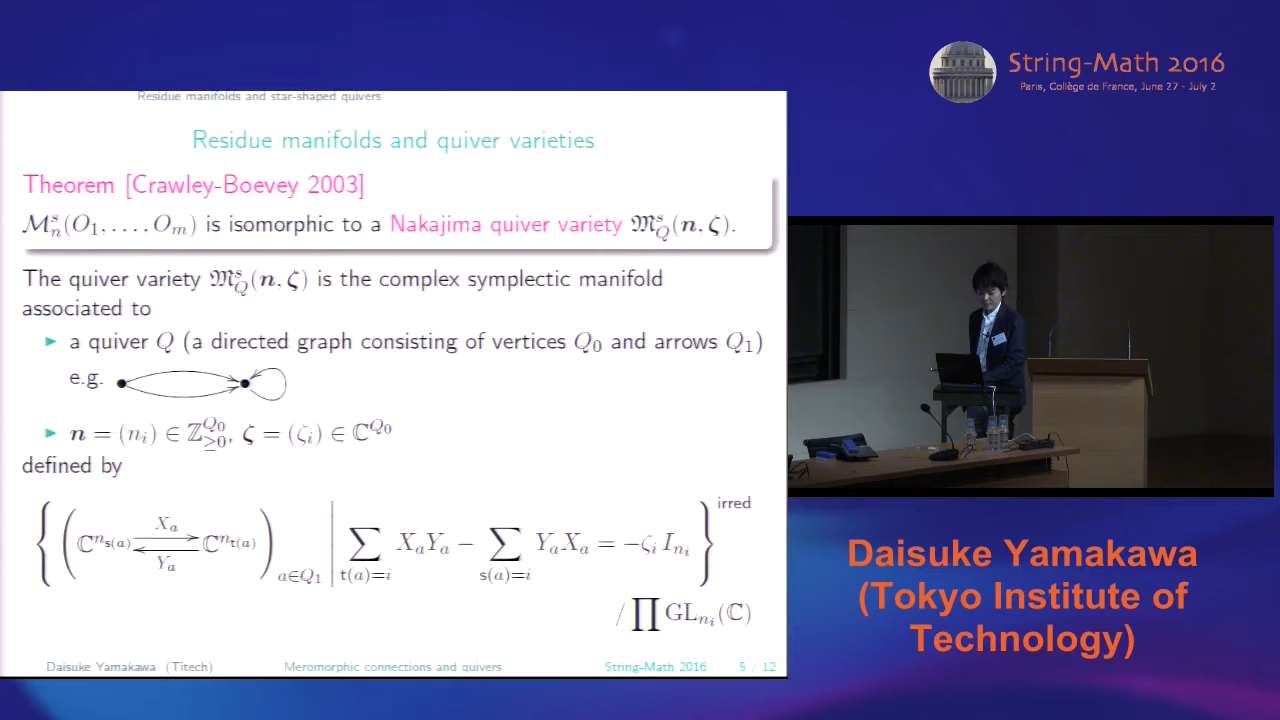 String-Math 2016
Paris, Collège de France, June 27 - July 2
Residue manifolds and star-shaped quivers
Residue manifolds and quiver varieties
Theorem [Crawley-Boevey 2003]
ℳₙˢ(O₁, . . . . Oₘ) is isomorphic to a Nakajima quiver variety 𝔐_Q^s(n, ζ).
The quiver variety 𝔐_Q^s(n, ζ) is the complex symplectic manifold
associated to
▶ a quiver Q (a directed graph consisting of vertices Q₀ and arrows Q₁)
e.g.
▶ n = (nᵢ) ∈ ℤ_{≥0}^{Q₀}, ζ = (ζᵢ) ∈ ℂ^{Q₀}
defined by
{ ( ℂ^{n_{s(a)}} ⇄ ℂ^{n_{t(a)}} X_a Y_a )_{a∈Q₁} | ∑_{t(a)=i} X_a Y_a − ∑_{s(a)=i} Y_a X_a = −ζᵢ I_{nᵢ} }^{irred}
/ ∏ GL_{nᵢ}(ℂ)
Daisuke Yamakawa (Titech) Meromorphic connections and quivers String-Math 2016 5 / 12
Daisuke Yamakawa
(Tokyo Institute of
Technology)